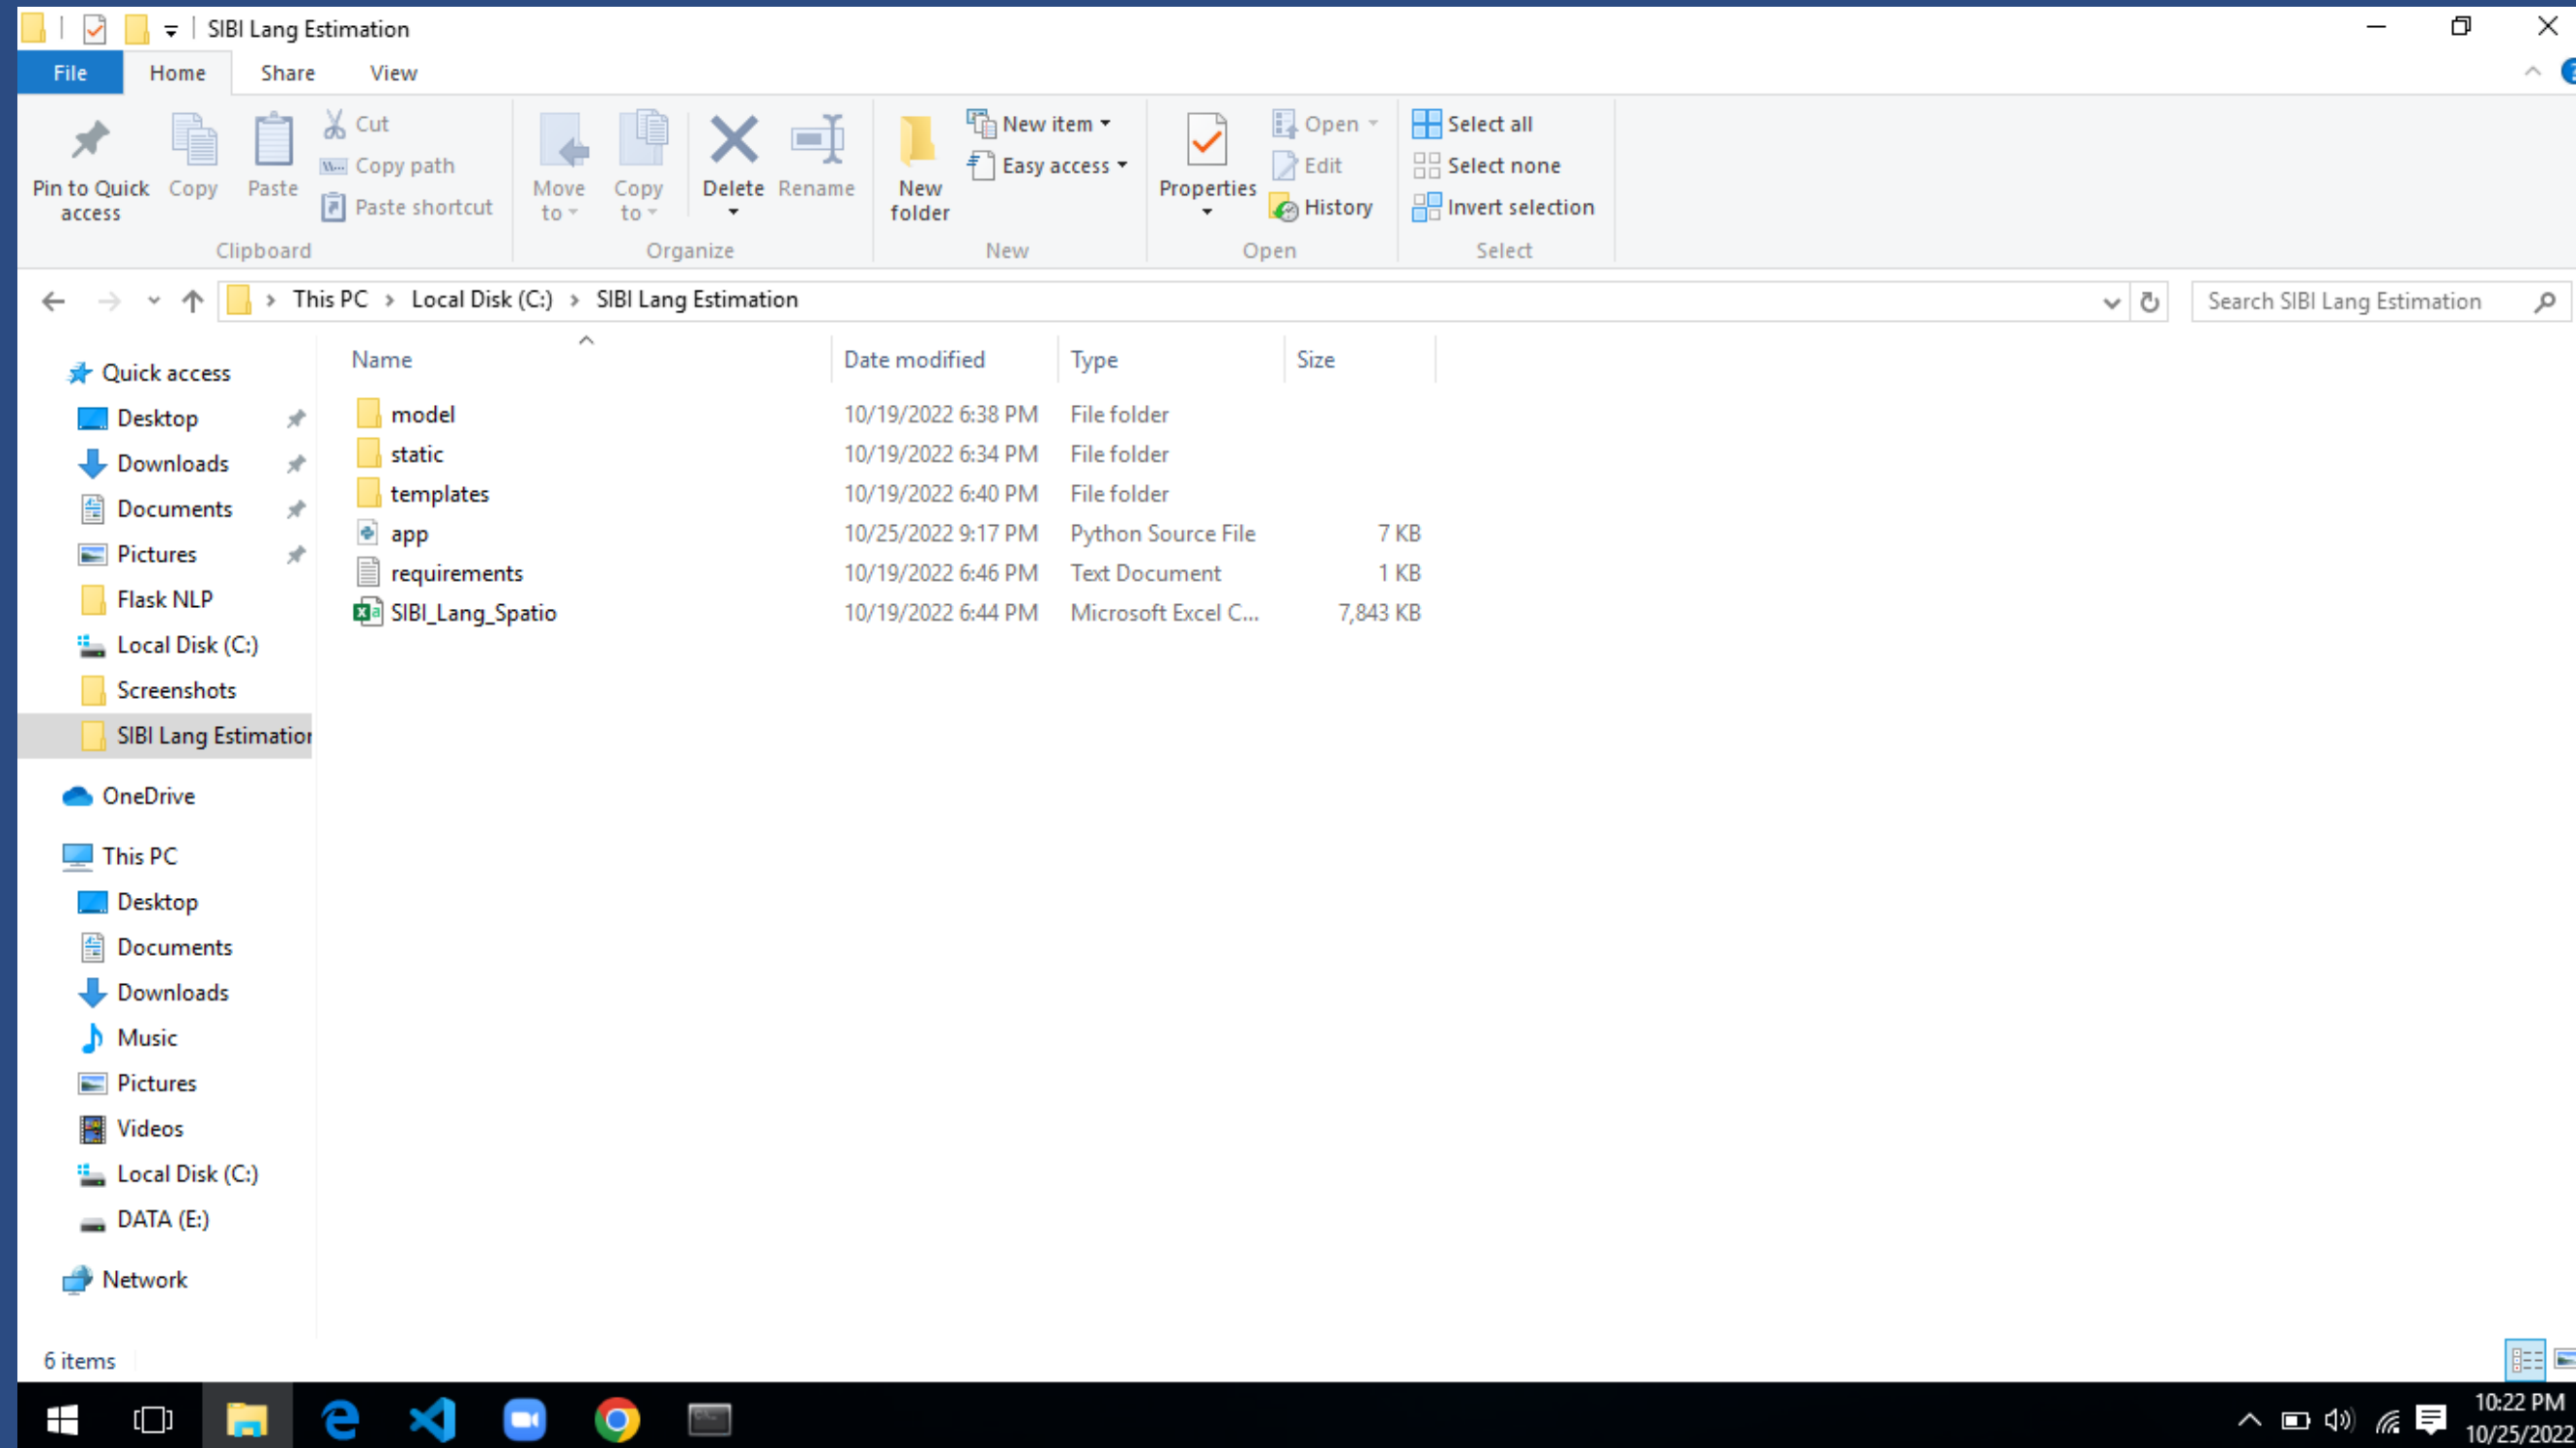 SIBI Lang Estimation
File Home Share View
Pin to Quick access
Copy
Paste
Cut
Copy path
Paste shortcut
Clipboard
Move to
Copy to
Delete
Rename
Organize
New folder
New item
Easy access
New
Properties
Open
Edit
History
Open
Select all
Select none
Invert selection
Select
This PC > Local Disk (C:) > SIBI Lang Estimation
Search SIBI Lang Estimation
Quick access
Desktop
Downloads
Documents
Pictures
Flask NLP
Local Disk (C:)
Screenshots
SIBI Lang Estimation
OneDrive
This PC
Desktop
Documents
Downloads
Music
Pictures
Videos
Local Disk (C:)
DATA (E:)
Network
Name Date modified Type Size
model 10/19/2022 6:38 PM File folder
static 10/19/2022 6:34 PM File folder
templates 10/19/2022 6:40 PM File folder
app 10/25/2022 9:17 PM Python Source File 7 KB
requirements 10/19/2022 6:46 PM Text Document 1 KB
SIBI_Lang_Spatio 10/19/2022 6:44 PM Microsoft Excel C... 7,843 KB
6 items
10:22 PM
10/25/2022